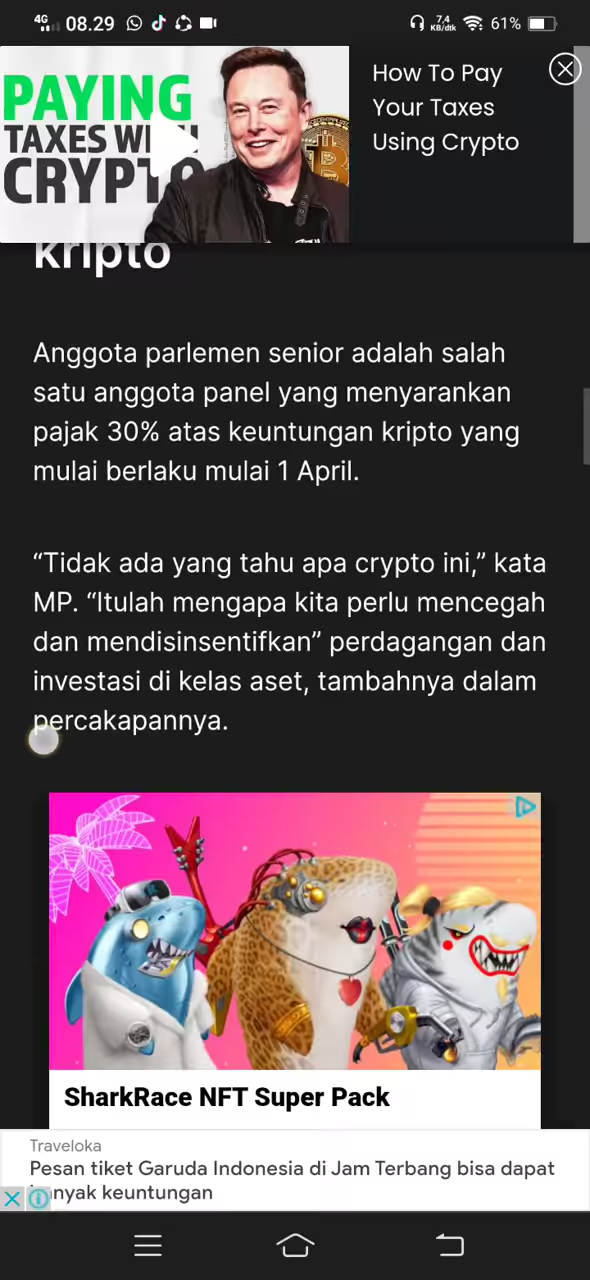 4G 08.29 7,4 KB/dtk 61%
PAYING
TAXES WI
CRYPTO
How To Pay
Your Taxes
Using Crypto
kripto
Anggota parlemen senior adalah salah
satu anggota panel yang menyarankan
pajak 30% atas keuntungan kripto yang
mulai berlaku mulai 1 April.
“Tidak ada yang tahu apa crypto ini,” kata
MP. “Itulah mengapa kita perlu mencegah
dan mendisinsentifkan” perdagangan dan
investasi di kelas aset, tambahnya dalam
percakapannya.
SharkRace NFT Super Pack
Traveloka
Pesan tiket Garuda Indonesia di Jam Terbang bisa dapat
keuntungan